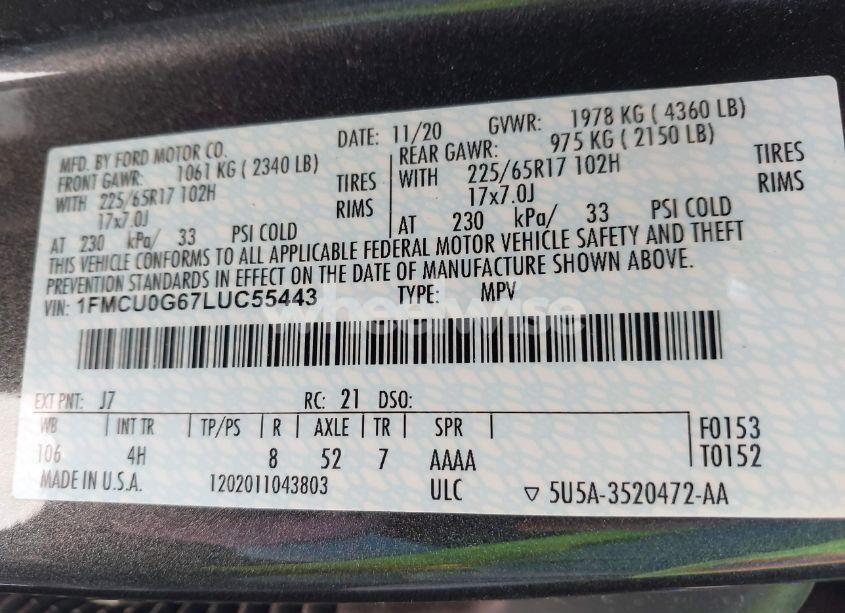 MFD. BY FORD MOTOR CO. DATE: 11/20 GVWR: 1978 KG ( 4360 LB)
FRONT GAWR: 1061 KG ( 2340 LB) REAR GAWR: 975 KG ( 2150 LB)
WITH 225/65R17 102H TIRES WITH 225/65R17 102H TIRES
17x7.0J RIMS 17x7.0J RIMS
AT 230 kPa/ 33 PSI COLD AT 230 kPa/ 33 PSI COLD
THIS VEHICLE CONFORMS TO ALL APPLICABLE FEDERAL MOTOR VEHICLE SAFETY AND THEFT
PREVENTION STANDARDS IN EFFECT ON THE DATE OF MANUFACTURE SHOWN ABOVE.
VIN: 1FMCU0G67LUC55443 TYPE: MPV
wheelwise
EXT PNT: J7 RC: 21 DSO:
WB INT TR TP/PS R AXLE TR SPR F0153
106 4H 8 52 7 AAAA T0152
MADE IN U.S.A. 1202011043803 ULC ▽ 5U5A-3520472-AA